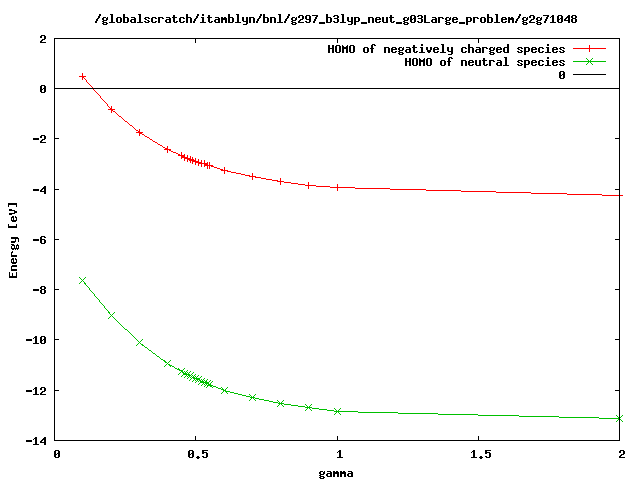 /globalscratch/itamblyn/bnl/g297_b3lyp_neut_g03Large_problem/g2g71048
HOMO of negatively charged species
HOMO of neutral species
0
2
0
-2
-4
-6
-8
-10
-12
-14
Energy [eV]
0 0.5 1 1.5 2
gamma